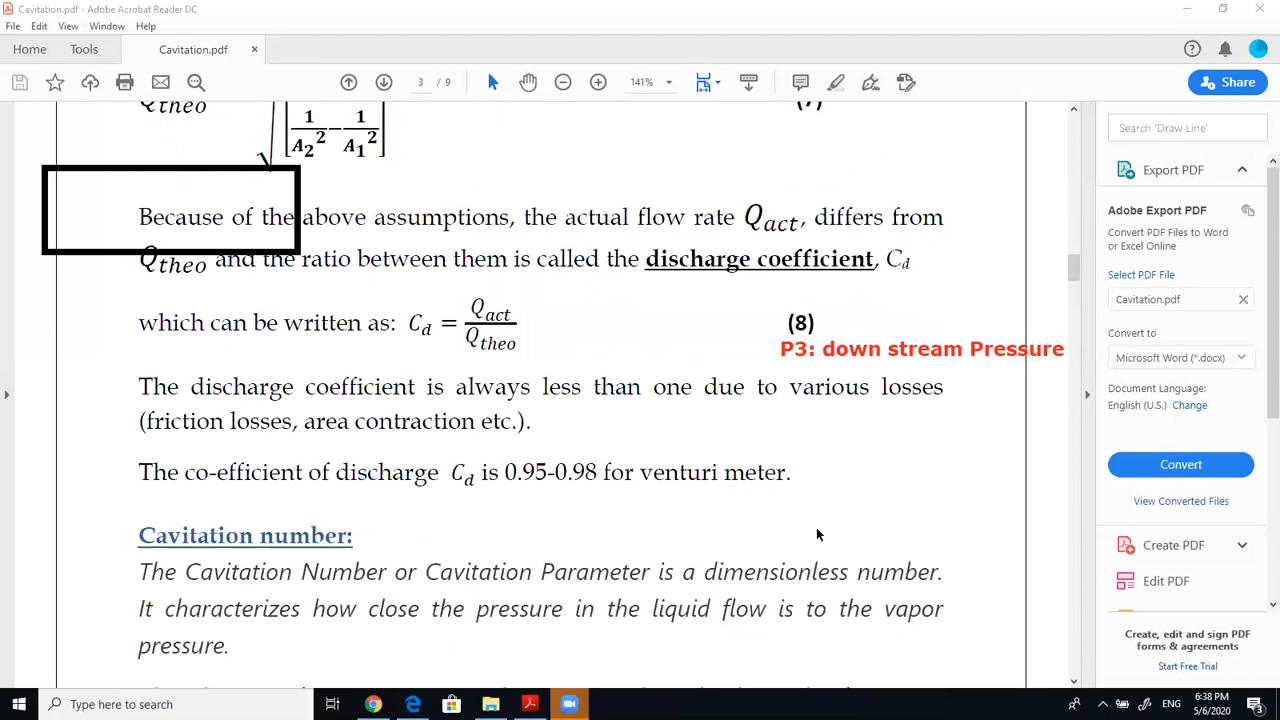 Cavitation.pdf - Adobe Acrobat Reader DC
File Edit View Window Help
Home Tools Cavitation.pdf ×
3 / 9 141% Share
Q_theo √[1/A₂² − 1/A₁²] (7)
Because of the above assumptions, the actual flow rate Q_act, differs from
Q_theo and the ratio between them is called the discharge coefficient, C_d
which can be written as: C_d = Q_act/Q_theo (8)
P3: down stream Pressure
The discharge coefficient is always less than one due to various losses
(friction losses, area contraction etc.).
The co-efficient of discharge C_d is 0.95-0.98 for venturi meter.
Cavitation number:
The Cavitation Number or Cavitation Parameter is a dimensionless number.
It characterizes how close the pressure in the liquid flow is to the vapor
pressure.
Search 'Draw Line'
Export PDF
Adobe Export PDF
Convert PDF Files to Word
or Excel Online
Select PDF File
Cavitation.pdf
Convert to
Microsoft Word (*.docx)
Document Language:
English (U.S.) Change
Convert
View Converted Files
Create PDF
Edit PDF
Create, edit and sign PDF
forms & agreements
Start Free Trial
Type here to search
ENG
6:38 PM
5/6/2020
3